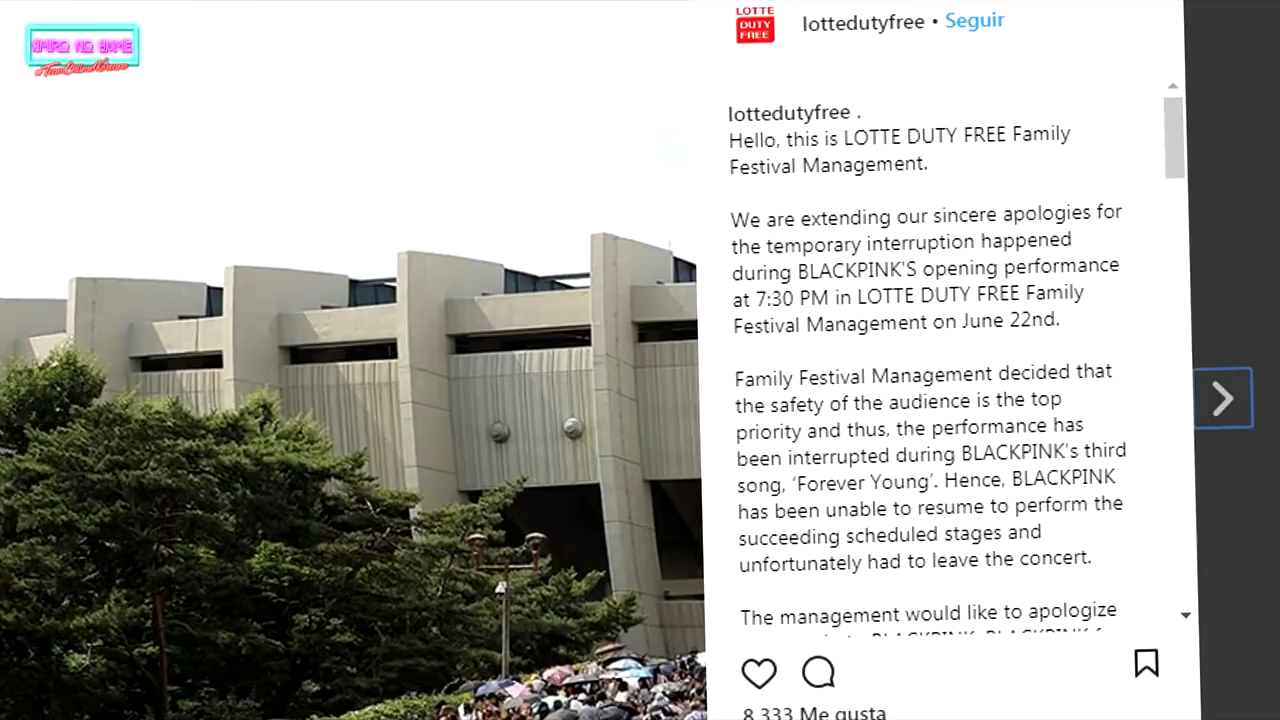 LOTTE
DUTY
FREE
lottedutyfree • Seguir
lottedutyfree .
Hello, this is LOTTE DUTY FREE Family
Festival Management.
We are extending our sincere apologies for
the temporary interruption happened
during BLACKPINK'S opening performance
at 7:30 PM in LOTTE DUTY FREE Family
Festival Management on June 22nd.
Family Festival Management decided that
the safety of the audience is the top
priority and thus, the performance has
been interrupted during BLACKPINK's third
song, ‘Forever Young’. Hence, BLACKPINK
has been unable to resume to perform the
succeeding scheduled stages and
unfortunately had to leave the concert.
The management would like to apologize
8 333 Me gusta